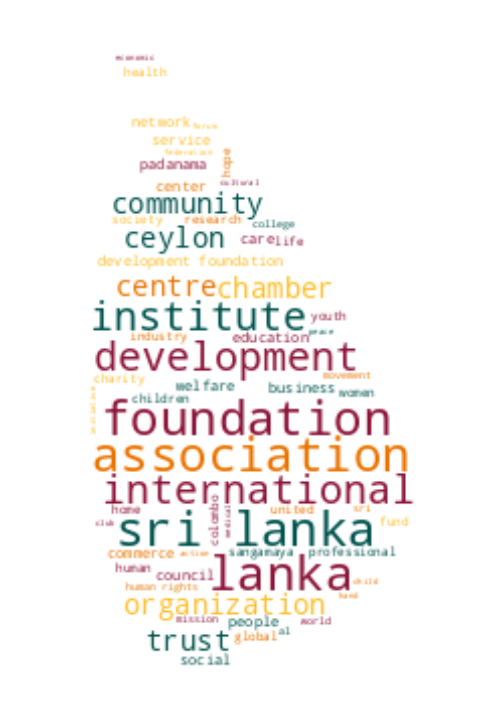 economic
health
network forum
service
federation
padanama hope
center cultural
community
society research college
ceylon care life
development foundation
centre chamber
institute youth
peace
industry education
development
charity movement
welfare business women
children
foundation
association
international
home colombo medical united sri
club sri lanka fund
commerce action sangamaya professional
human council lanka child
human rights
organization fund
mission people world
trust global al
social